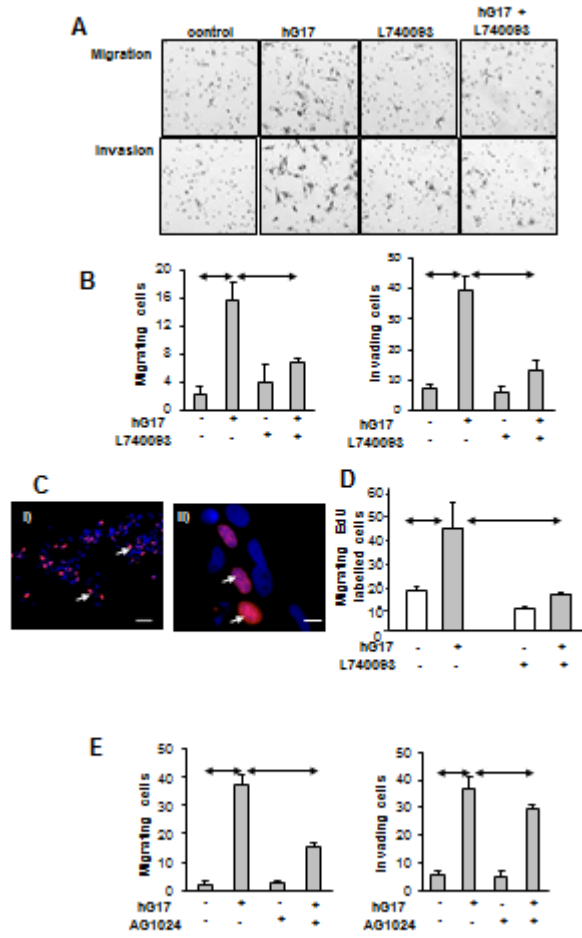 A
control hG17 L740093 hG17 + L740093
Migration
Invasion
B
Migrating cells
20
16
12
8
4
0
hG17 - + - +
L740093 - - + +
Invading cells
50
40
30
20
10
0
hG17 - + - +
L740093 - - + +
C
I)
II)
D
Migrating EdU
labelled cells
60
50
40
30
20
10
0
hG17 - + - +
L740093 - - + +
E
Migrating cells
50
40
30
20
10
0
hG17 - + - +
AG1024 - - + +
Invading cells
50
40
30
20
10
0
hG17 - + - +
AG1024 - - + +